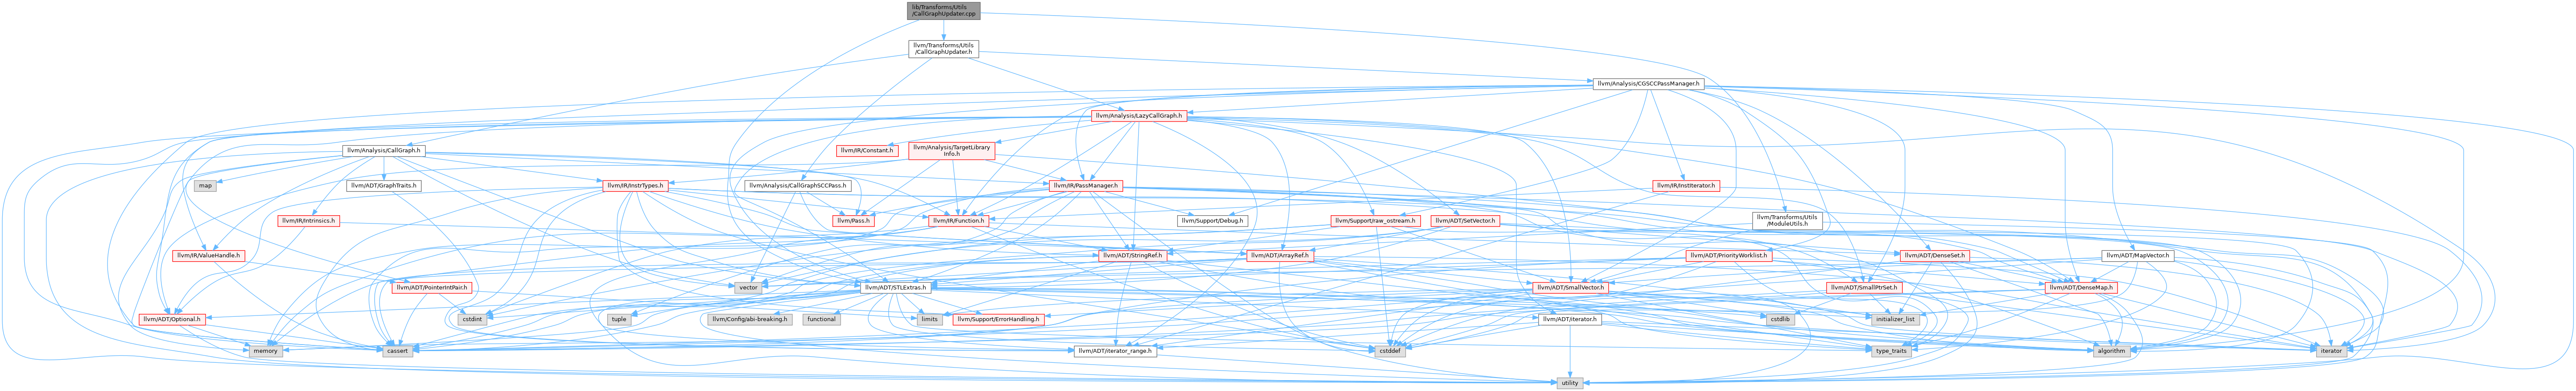 lib/Transforms/Utils
/CallGraphUpdater.cpp
llvm/Transforms/Utils
/CallGraphUpdater.h
llvm/Analysis/CGSCCPassManager.h
llvm/Analysis/LazyCallGraph.h
llvm/Analysis/CallGraph.h
llvm/IR/Constant.h
llvm/Analysis/TargetLibrary
Info.h
map
llvm/ADT/GraphTraits.h
llvm/IR/InstrTypes.h
llvm/Analysis/CallGraphSCCPass.h
llvm/IR/PassManager.h
llvm/IR/InstIterator.h
llvm/IR/Intrinsics.h
llvm/Pass.h
llvm/IR/Function.h
llvm/Support/Debug.h
llvm/Support/raw_ostream.h
llvm/ADT/SetVector.h
llvm/Transforms/Utils
/ModuleUtils.h
llvm/IR/ValueHandle.h
llvm/ADT/StringRef.h
llvm/ADT/ArrayRef.h
llvm/ADT/PriorityWorklist.h
llvm/ADT/DenseSet.h
llvm/ADT/MapVector.h
llvm/ADT/PointerIntPair.h
vector
llvm/ADT/STLExtras.h
llvm/ADT/SmallVector.h
llvm/ADT/SmallPtrSet.h
llvm/ADT/DenseMap.h
llvm/ADT/Optional.h
cstdint
tuple
llvm/Config/abi-breaking.h
functional
limits
llvm/Support/ErrorHandling.h
llvm/ADT/iterator.h
cstdlib
initializer_list
memory
cassert
llvm/ADT/iterator_range.h
cstddef
type_traits
algorithm
iterator
utility